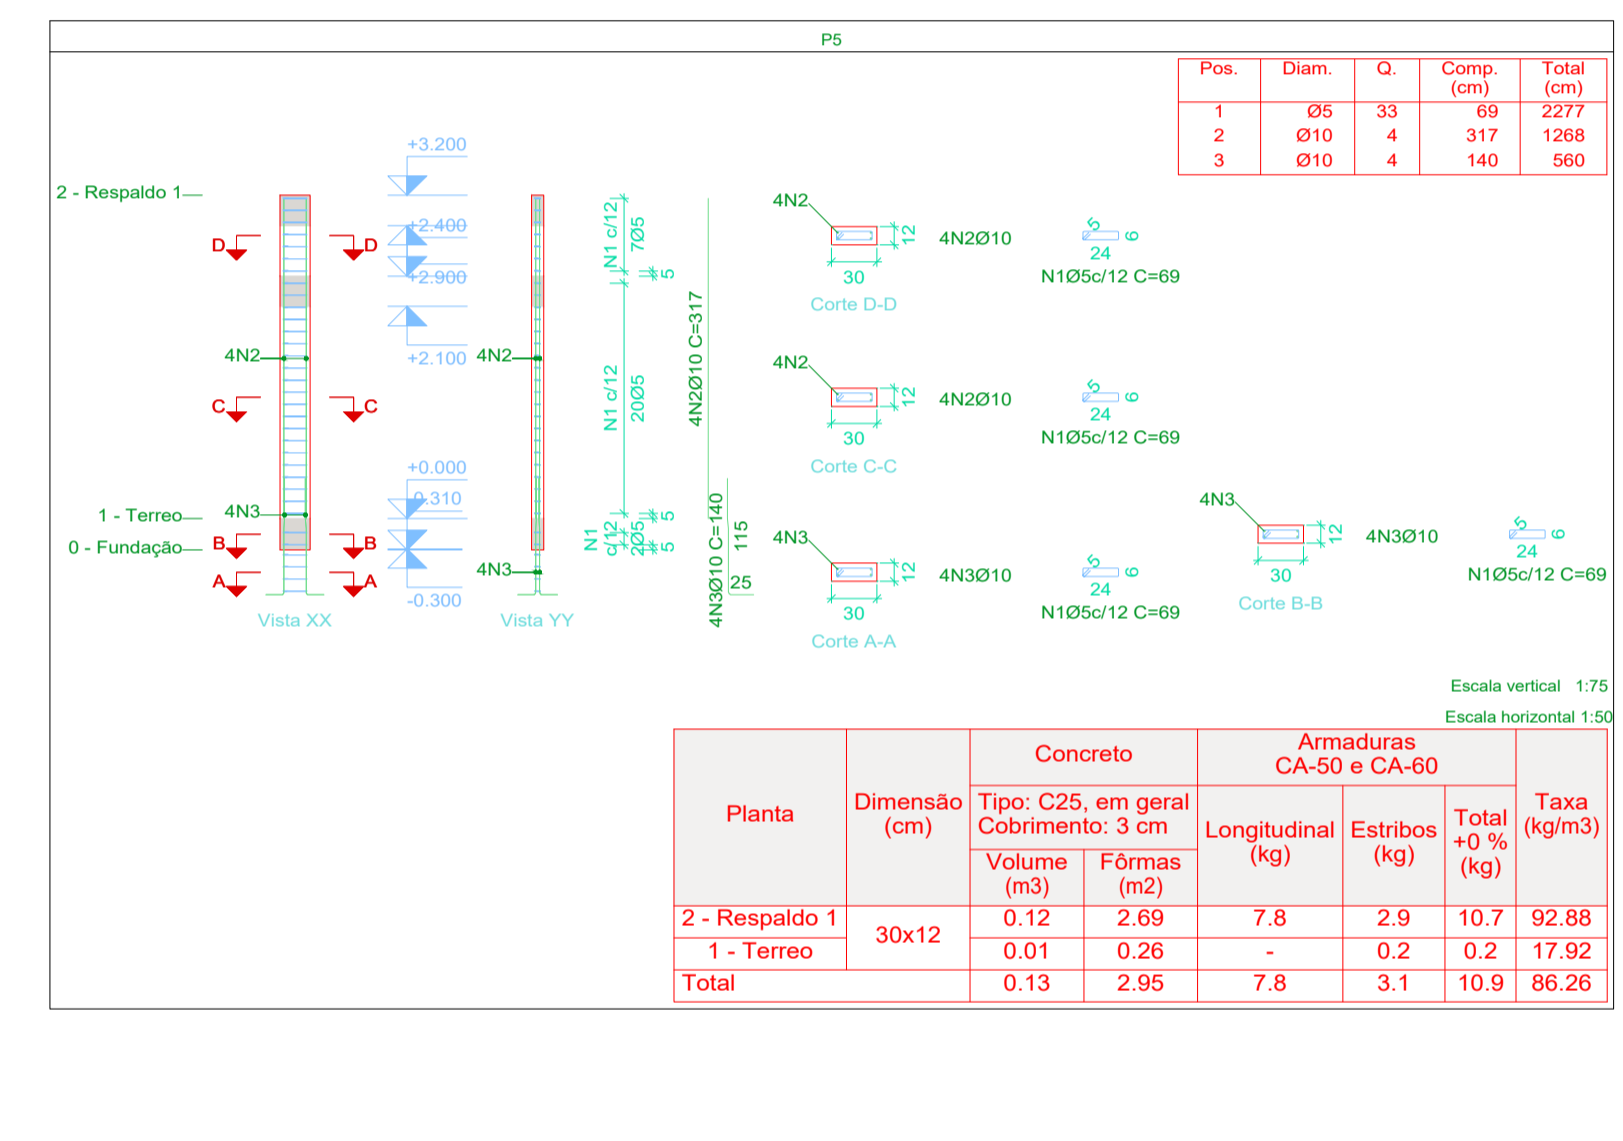 P5
Pos. Diam. Q. Comp. (cm) Total (cm)
1 Ø5 33 69 2277
2 Ø10 4 317 1268
3 Ø10 4 140 560
2 - Respaldo 1
D D
4N2
C C
4N3
1 - Terreo
0 - Fundação
B B
A A
Vista XX
+3.200
+2.400
+2.900
+2.100
+0.000
0.310
-0.300
4N2
4N3
Vista YY
N1 c/12
7Ø5
5
N1 c/12
20Ø5
5
N1
c/12
2Ø5
5
4N2Ø10 C=317
4N3Ø10 C=140
115
25
4N2
12
30
4N2Ø10
Corte D-D
5
6
24
N1Ø5c/12 C=69
4N2
12
30
4N2Ø10
Corte C-C
5
6
24
N1Ø5c/12 C=69
4N3
12
30
4N3Ø10
Corte A-A
5
6
24
N1Ø5c/12 C=69
4N3
12
30
4N3Ø10
Corte B-B
5
6
24
N1Ø5c/12 C=69
Escala vertical 1:75
Escala horizontal 1:50
Planta
Dimensão
(cm)
Concreto
Tipo: C25, em geral
Cobrimento: 3 cm
Volume
(m3)
Fôrmas
(m2)
Armaduras
CA-50 e CA-60
Longitudinal
(kg)
Estribos
(kg)
Total
+0 %
(kg)
Taxa
(kg/m3)
2 - Respaldo 1 30x12 0.12 2.69 7.8 2.9 10.7 92.88
1 - Terreo 0.01 0.26 - 0.2 0.2 17.92
Total 0.13 2.95 7.8 3.1 10.9 86.26